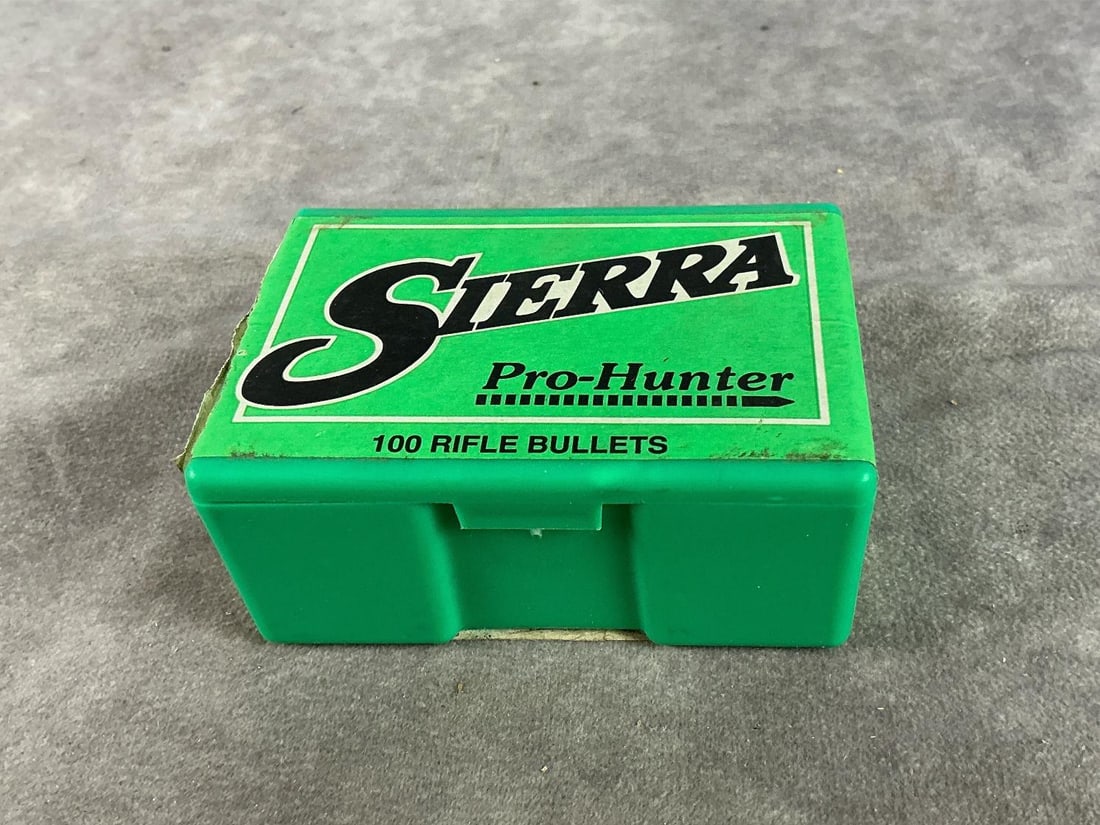 SIERRA
Pro-Hunter
100 RIFLE BULLETS